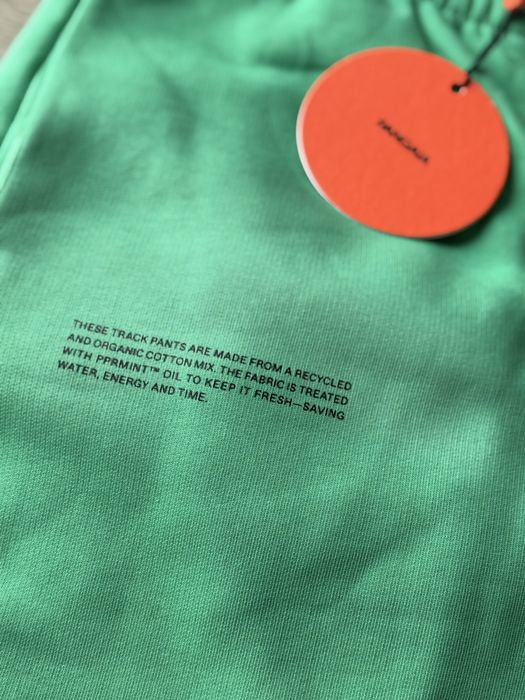 PANGAIA
THESE TRACK PANTS ARE MADE FROM A RECYCLED
AND ORGANIC COTTON MIX. THE FABRIC IS TREATED
WITH PPRMINT™ OIL TO KEEP IT FRESH—SAVING
WATER, ENERGY AND TIME.